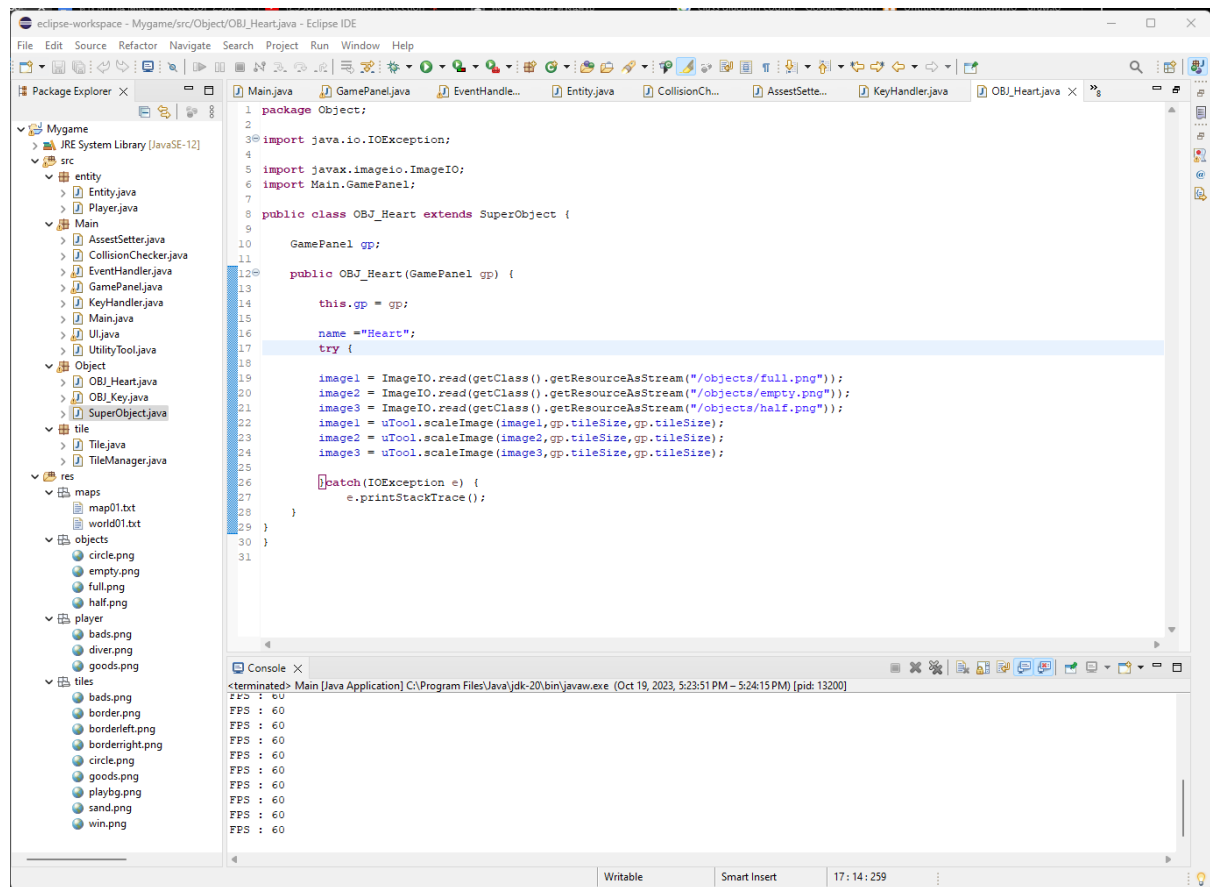 eclipse-workspace - Mygame/src/Object/OBJ_Heart.java - Eclipse IDE
File Edit Source Refactor Navigate Search Project Run Window Help
Package Explorer
Main.java GamePanel.java EventHandle... Entity.java CollisionCh... AssestSette... KeyHandler.java OBJ_Heart.java »8
Mygame
JRE System Library [JavaSE-12]
src
entity
Entity.java
Player.java
Main
AssestSetter.java
CollisionChecker.java
EventHandler.java
GamePanel.java
KeyHandler.java
Main.java
UI.java
UtilityTool.java
Object
OBJ_Heart.java
OBJ_Key.java
SuperObject.java
tile
Tile.java
TileManager.java
res
maps
map01.txt
world01.txt
objects
circle.png
empty.png
full.png
half.png
player
bads.png
diver.png
goods.png
tiles
bads.png
border.png
borderleft.png
borderright.png
circle.png
goods.png
playbg.png
sand.png
win.png
1 package Object;
2
3 import java.io.IOException;
4
5 import javax.imageio.ImageIO;
6 import Main.GamePanel;
7
8 public class OBJ_Heart extends SuperObject {
9
10 GamePanel gp;
11
12 public OBJ_Heart(GamePanel gp) {
13
14 this.gp = gp;
15
16 name ="Heart";
17 try {
18
19 image1 = ImageIO.read(getClass().getResourceAsStream("/objects/full.png"));
20 image2 = ImageIO.read(getClass().getResourceAsStream("/objects/empty.png"));
21 image3 = ImageIO.read(getClass().getResourceAsStream("/objects/half.png"));
22 image1 = uTool.scaleImage(image1,gp.tileSize,gp.tileSize);
23 image2 = uTool.scaleImage(image2,gp.tileSize,gp.tileSize);
24 image3 = uTool.scaleImage(image3,gp.tileSize,gp.tileSize);
25
26 }catch(IOException e) {
27 e.printStackTrace();
28 }
29 }
30 }
31
Console
<terminated> Main [Java Application] C:\Program Files\Java\jdk-20\bin\javaw.exe (Oct 19, 2023, 5:23:51 PM – 5:24:15 PM) [pid: 13200]
FPS : 60
FPS : 60
FPS : 60
FPS : 60
FPS : 60
FPS : 60
FPS : 60
FPS : 60
FPS : 60
FPS : 60
Writable Smart Insert 17 : 14 : 259